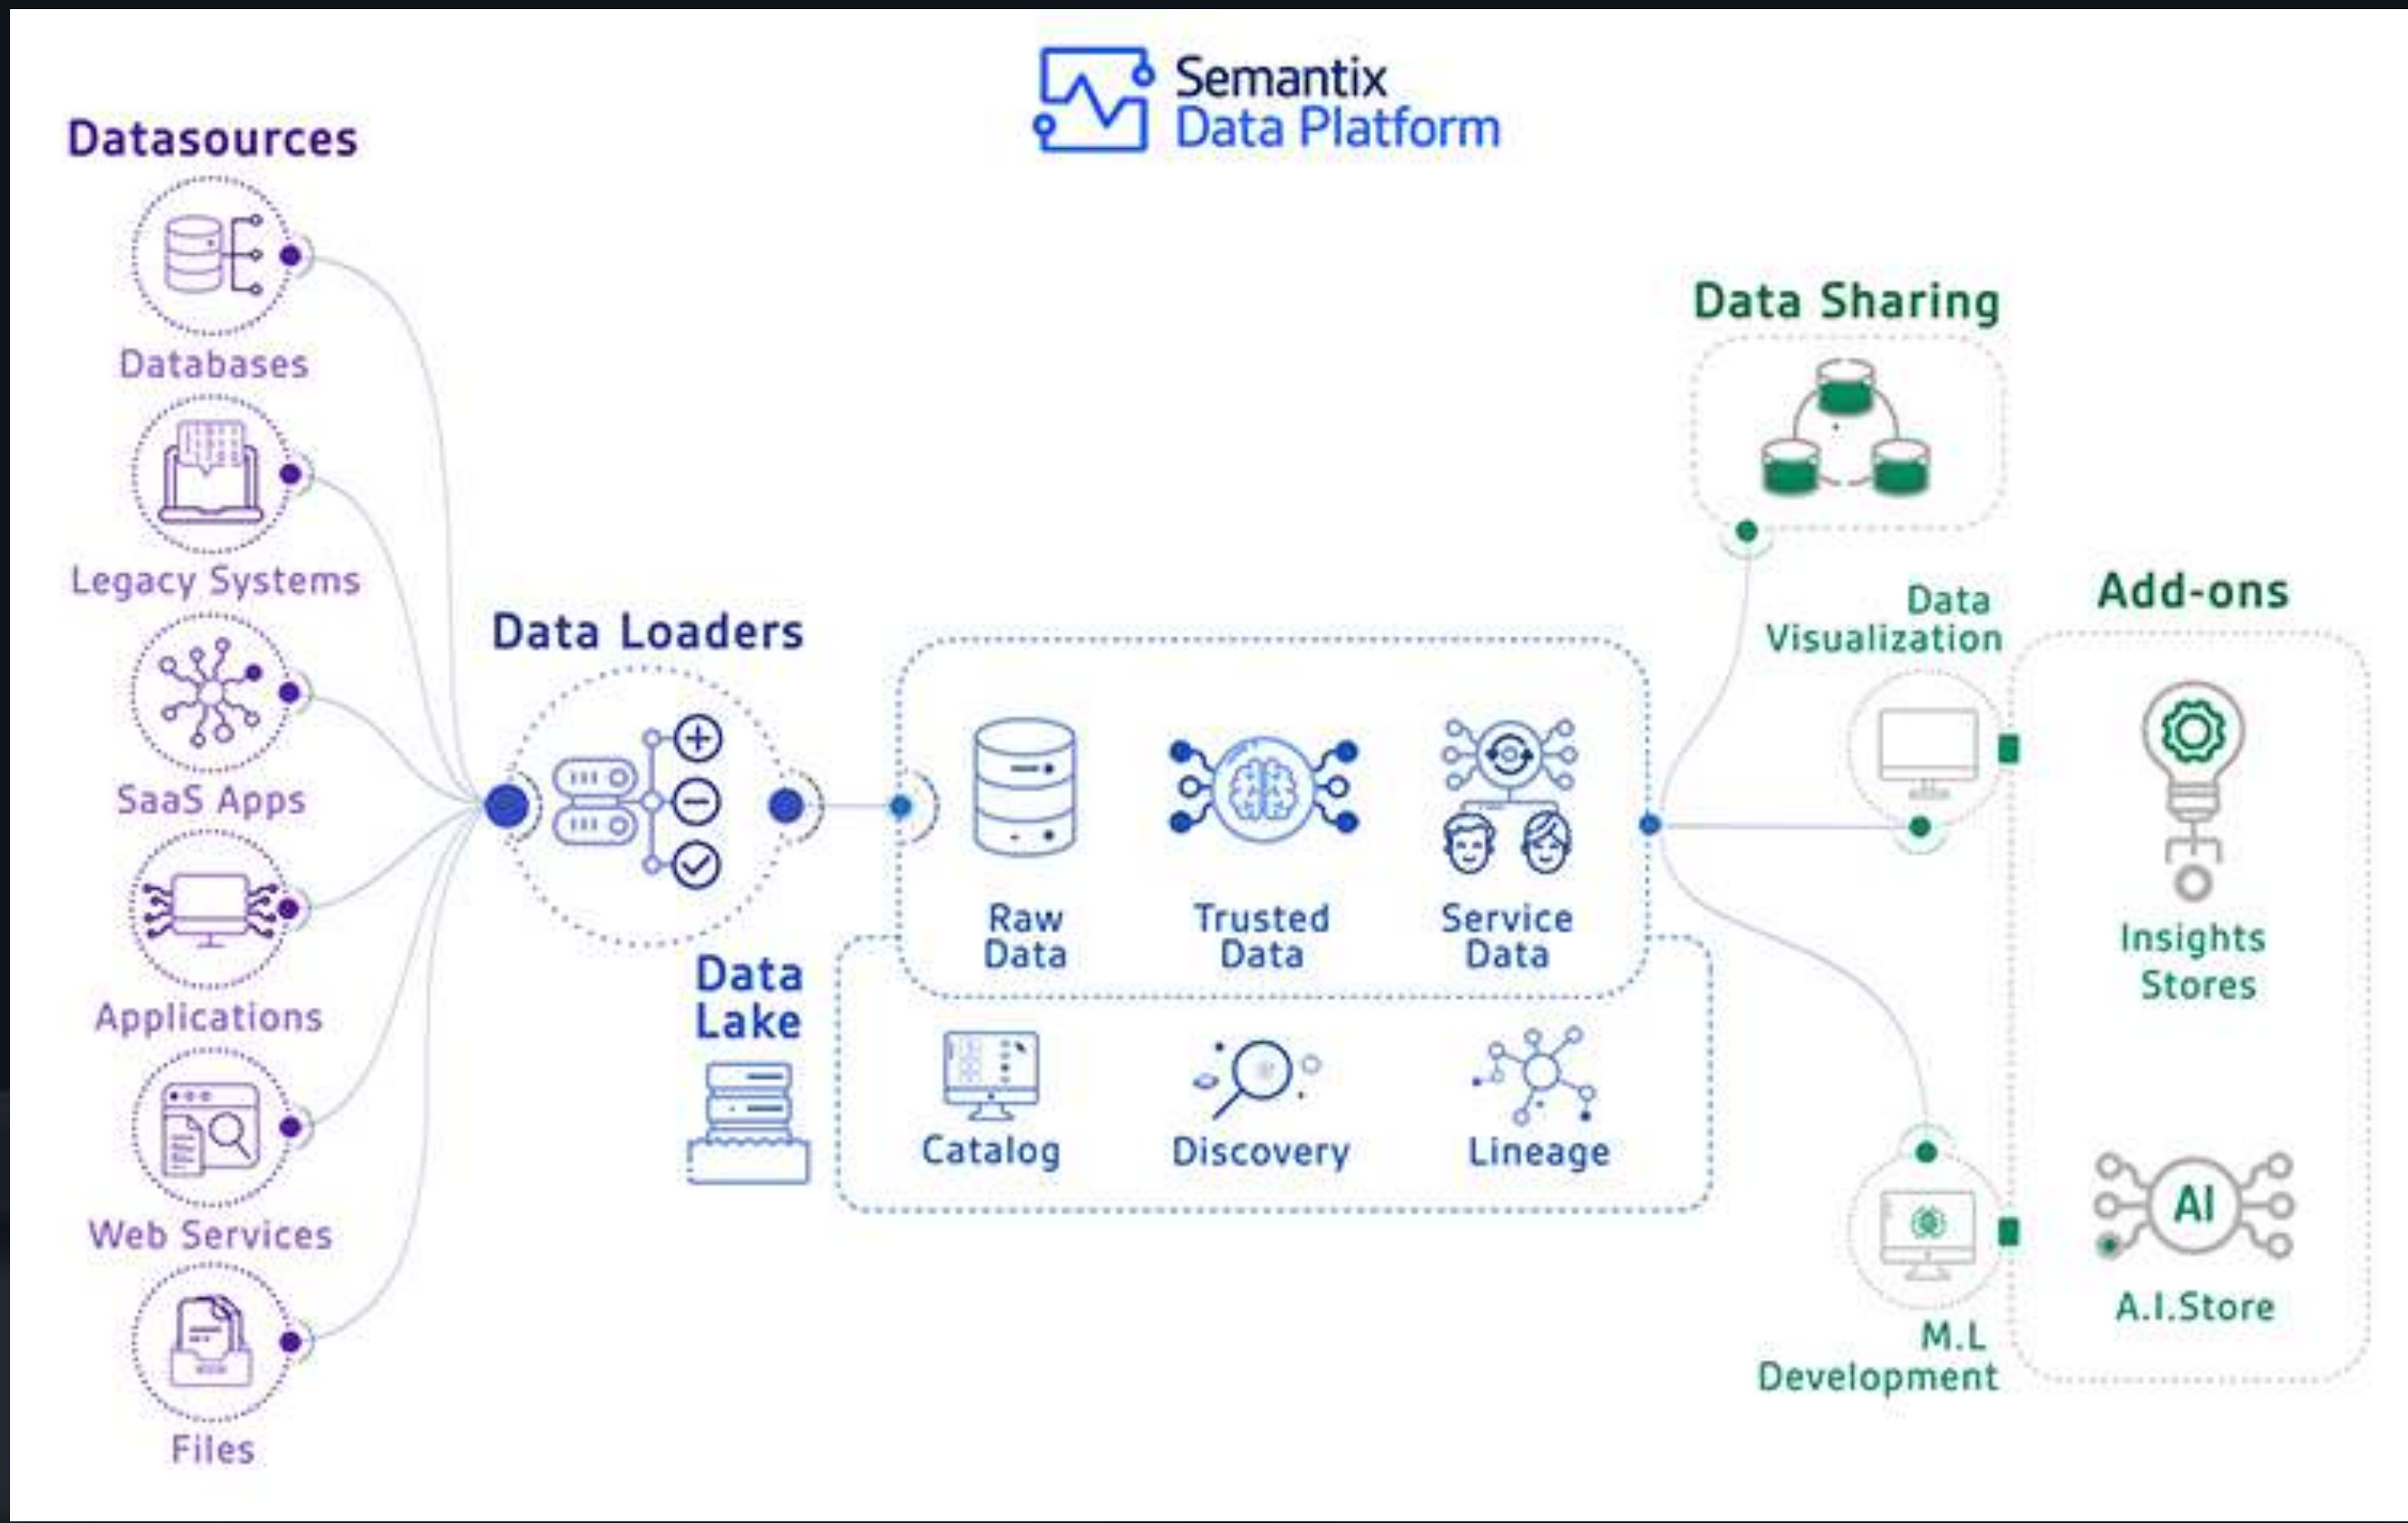 Semantix
Data Platform
Datasources
Databases
Legacy Systems
SaaS Apps
Applications
Web Services
Files
Data Loaders
Data
Lake
Raw
Data
Trusted
Data
Service
Data
Catalog
Discovery
Lineage
Data Sharing
Data
Visualization
M.L
Development
Add-ons
Insights
Stores
AI
A.I.Store